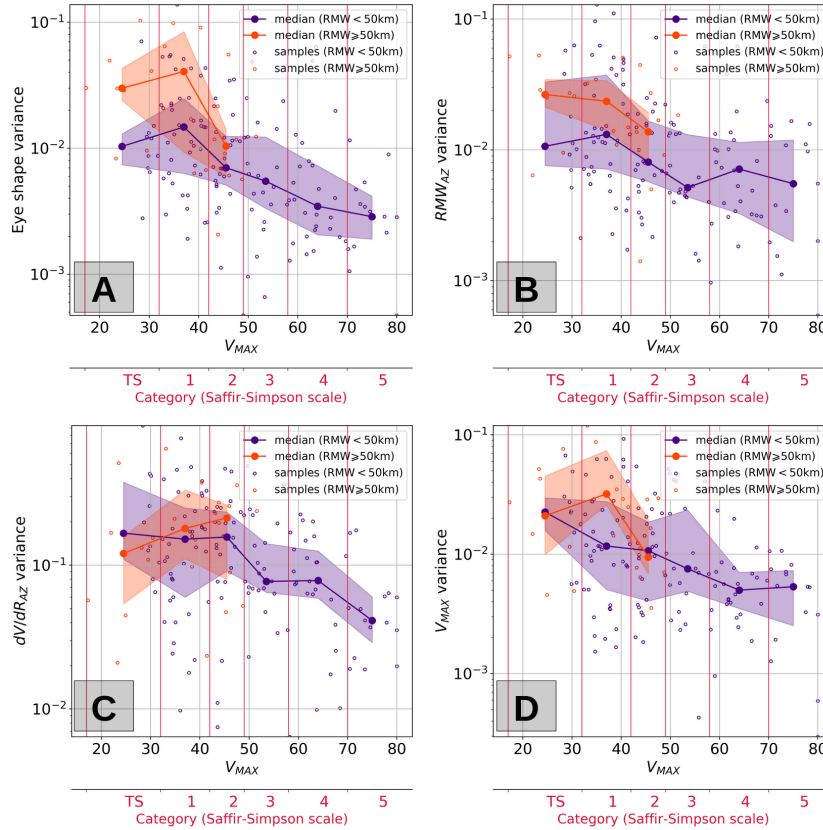 median (RMW < 50km)
median (RMW⩾50km)
samples (RMW < 50km)
samples (RMW⩾50km)
Eye shape variance
10⁻¹
10⁻²
10⁻³
A
20 30 40 50 60 70 80
V_MAX
TS 1 2 3 4 5
Category (Saffir-Simpson scale)
median (RMW < 50km)
median (RMW⩾50km)
samples (RMW < 50km)
samples (RMW⩾50km)
RMW_AZ variance
10⁻¹
10⁻²
10⁻³
B
20 30 40 50 60 70 80
V_MAX
TS 1 2 3 4 5
Category (Saffir-Simpson scale)
median (RMW < 50km)
median (RMW⩾50km)
samples (RMW < 50km)
samples (RMW⩾50km)
dV/dR_AZ variance
10⁻¹
10⁻²
C
20 30 40 50 60 70 80
V_MAX
TS 1 2 3 4 5
Category (Saffir-Simpson scale)
median (RMW < 50km)
median (RMW⩾50km)
samples (RMW < 50km)
samples (RMW⩾50km)
V_MAX variance
10⁻¹
10⁻²
10⁻³
D
20 30 40 50 60 70 80
V_MAX
TS 1 2 3 4 5
Category (Saffir-Simpson scale)